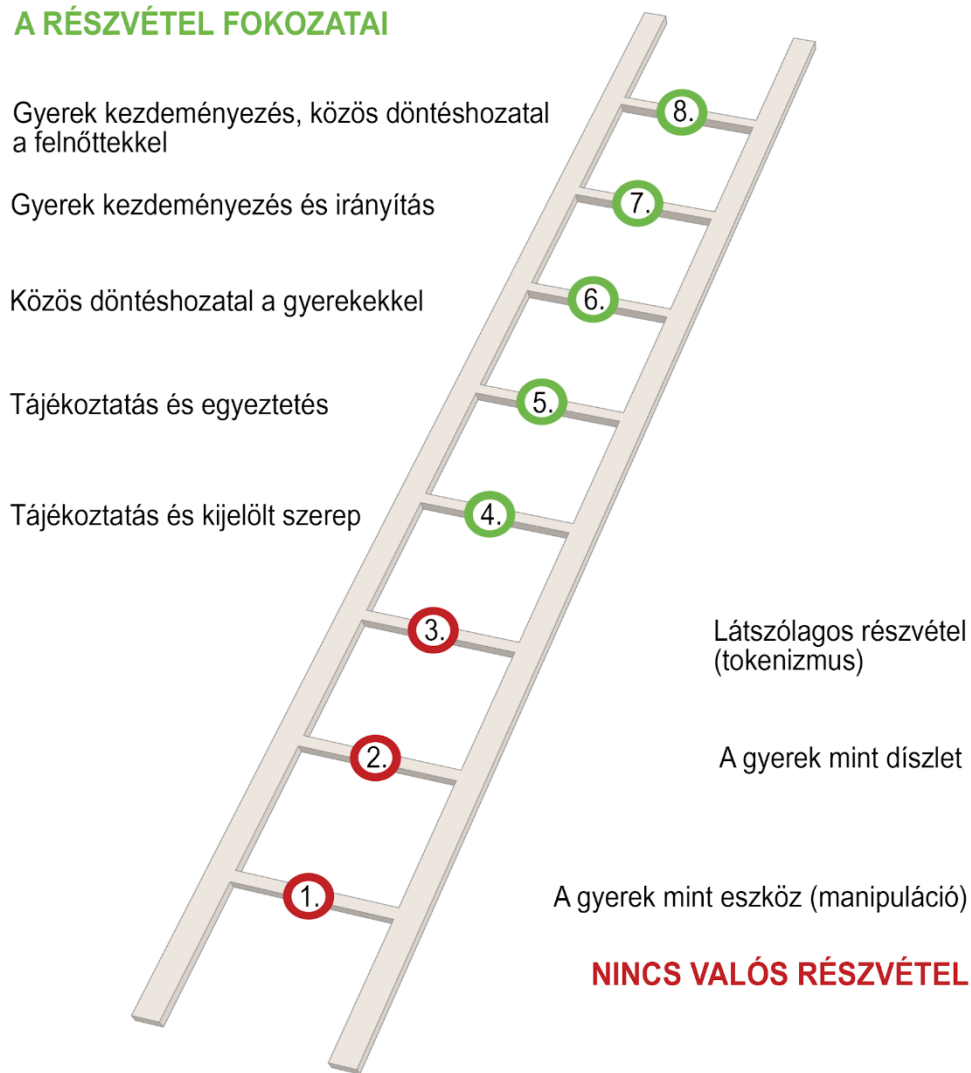 A RÉSZVÉTEL FOKOZATAI
Gyerek kezdeményezés, közös döntéshozatal
a felnőttekkel
8.
Gyerek kezdeményezés és irányítás
7.
Közös döntéshozatal a gyerekekkel
6.
Tájékoztatás és egyeztetés
5.
Tájékoztatás és kijelölt szerep
4.
3.
Látszólagos részvétel
(tokenizmus)
2.
A gyerek mint díszlet
1.
A gyerek mint eszköz (manipuláció)
NINCS VALÓS RÉSZVÉTEL